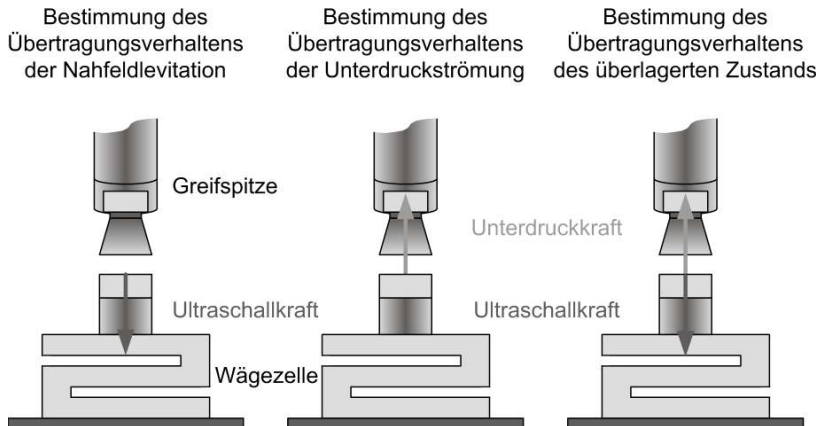 Bestimmung des
Übertragungsverhaltens
der Nahfeldlevitation
Bestimmung des
Übertragungsverhaltens
der Unterdruckströmung
Bestimmung des
Übertragungsverhaltens
des überlagerten Zustands
Greifspitze
Unterdruckkraft
Ultraschallkraft
Ultraschallkraft
Wägezelle